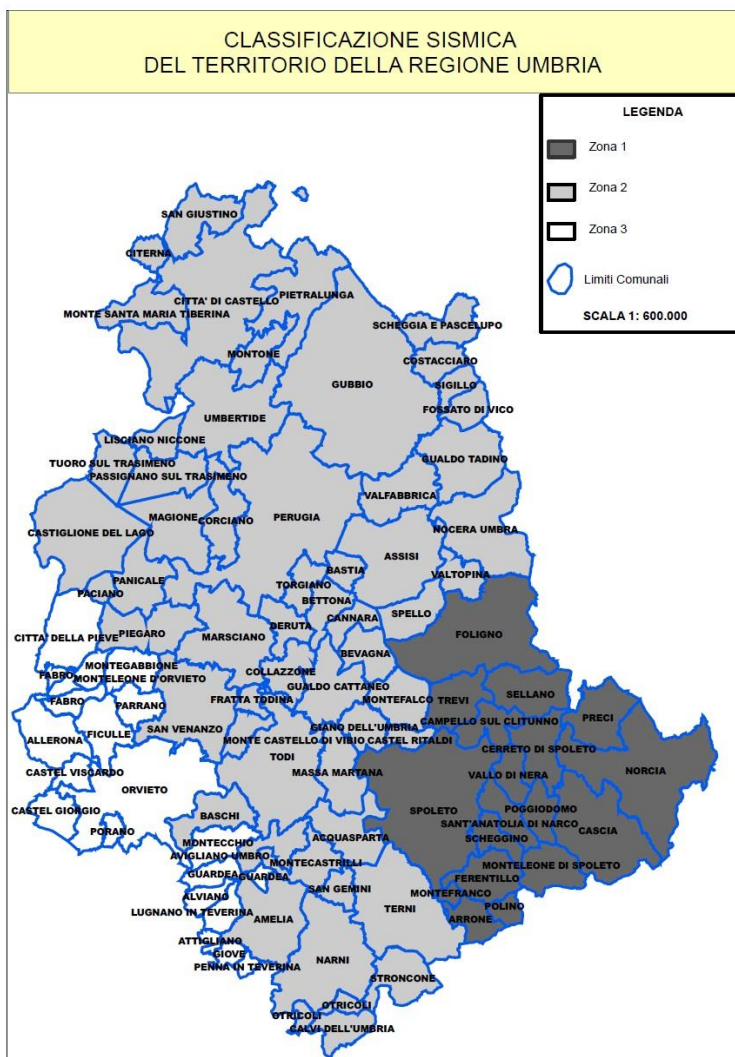 CLASSIFICAZIONE SISMICA
DEL TERRITORIO DELLA REGIONE UMBRIA
LEGENDA
Zona 1
Zona 2
Zona 3
Limiti Comunali
SCALA 1: 600.000
SAN GIUSTINO
CITERNA
PIETRALUNGA
CITTA' DI CASTELLO
MONTE SANTA MARIA TIBERINA
SCHEGGIA E PASCELUPO
MONTONE
COSTACCIARO
GUBBIO
SIGILLO
FOSSATO DI VICO
UMBERTIDE
LISCIANO NICCONE
GUALDO TADINO
TUORO SUL TRASIMENO
PASSIGNANO SUL TRASIMENO
VALFABBRICA
MAGIONE
CORCIANO
PERUGIA
NOCERA UMBRA
CASTIGLIONE DEL LAGO
ASSISI
BASTIA
VALTOPINA
PANICALE
TORGIANO
PACIANO
BETTONA
SPELLO
CANNARA
DERUTA
CITTA' DELLA PIEVE
PIEGARO
MARSCIANO
FOLIGNO
BEVAGNA
MONTEGABBIONE
COLLAZZONE
FABRO
MONTELEONE D'ORVIETO
GUALDO CATTANEO
SELLANO
FABRO
PARRANO
FRATTA TODINA
MONTEFALCO
TREVI
PRECI
CAMPELLO SUL CLITUNNO
SAN VENANZO
GIANO DELL'UMBRIA
FICULLE
ALLERONA
MONTE CASTELLO DI VIBIO
CASTEL RITALDI
CERRETO DI SPOLETO
TODI
NORCIA
CASTEL VISCARDO
MASSA MARTANA
VALLO DI NERA
ORVIETO
CASTEL GIORGIO
SPOLETO
POGGIODOMO
BASCHI
SANT'ANATOLIA DI NARCO
PORANO
CASCIA
ACQUASPARTA
SCHEGGINO
MONTECCHIO
AVIGLIANO UMBRO
MONTECASTRILLI
MONTELEONE DI SPOLETO
GUARDEA
GUARDEA
FERENTILLO
SAN GEMINI
MONTEFRANCO
ALVIANO
POLINO
LUGNANO IN TEVERINA
TERNI
AMELIA
ARRONE
ATTIGLIANO
GIOVE
NARNI
PENNA IN TEVERINA
STRONCONE
OTRICOLI
OTRICOLI
CALVI DELL'UMBRIA